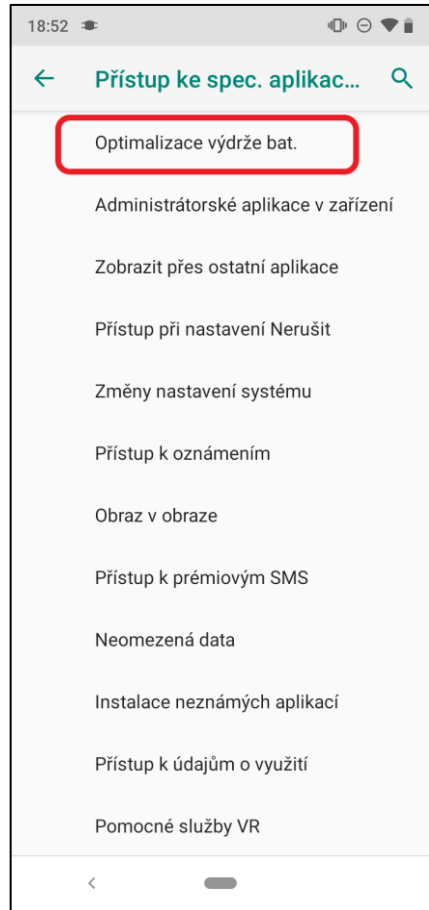 18:52
Přístup ke spec. aplikac...
Optimalizace výdrže bat.
Administrátorské aplikace v zařízení
Zobrazit přes ostatní aplikace
Přístup při nastavení Nerušit
Změny nastavení systému
Přístup k oznámením
Obraz v obraze
Přístup k prémiovým SMS
Neomezená data
Instalace neznámých aplikací
Přístup k údajům o využití
Pomocné služby VR